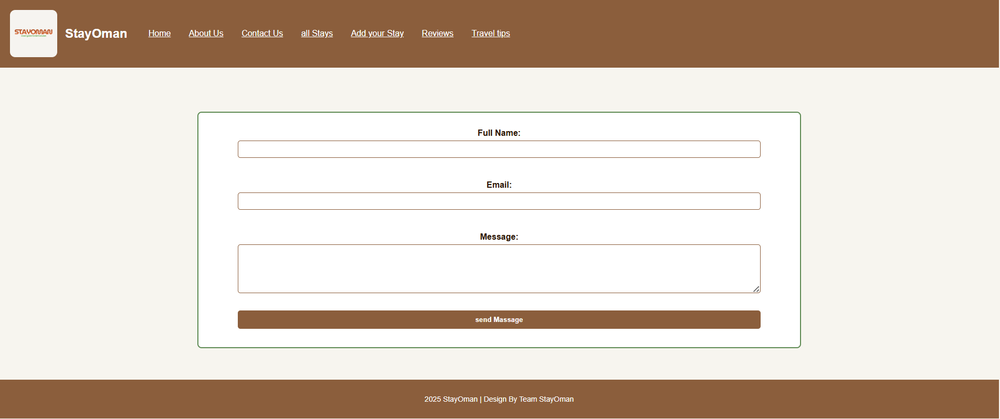 STAYOMAN
StayOman
Home About Us Contact Us all Stays Add your Stay Reviews Travel tips
Full Name:
Email:
Message:
send Massage
2025 StayOman | Design By Team StayOman